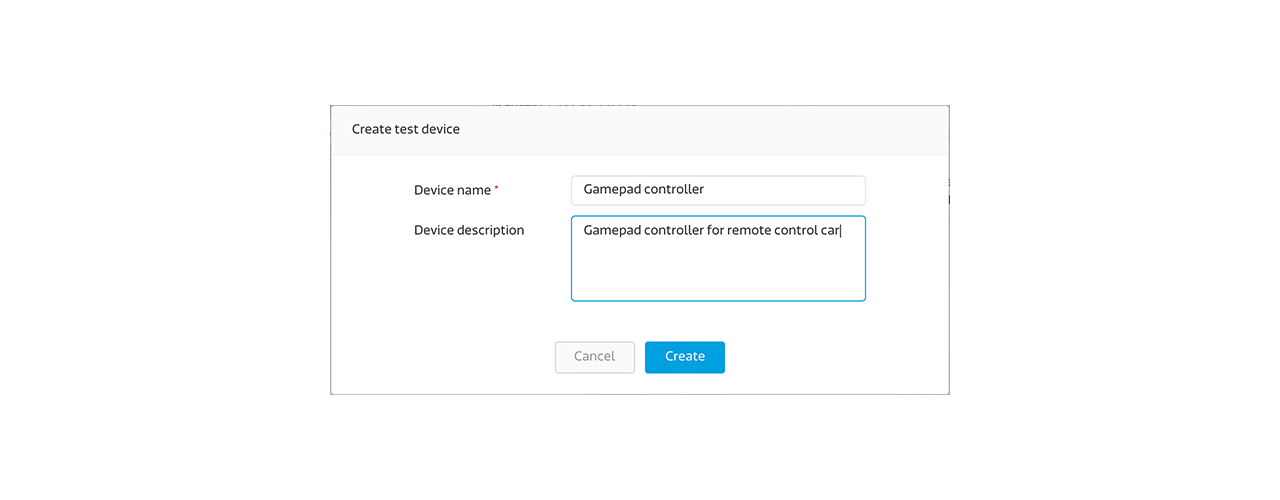 Create test device
Device name *
Gamepad controller
Device description
Gamepad controller for remote control car
Cancel
Create